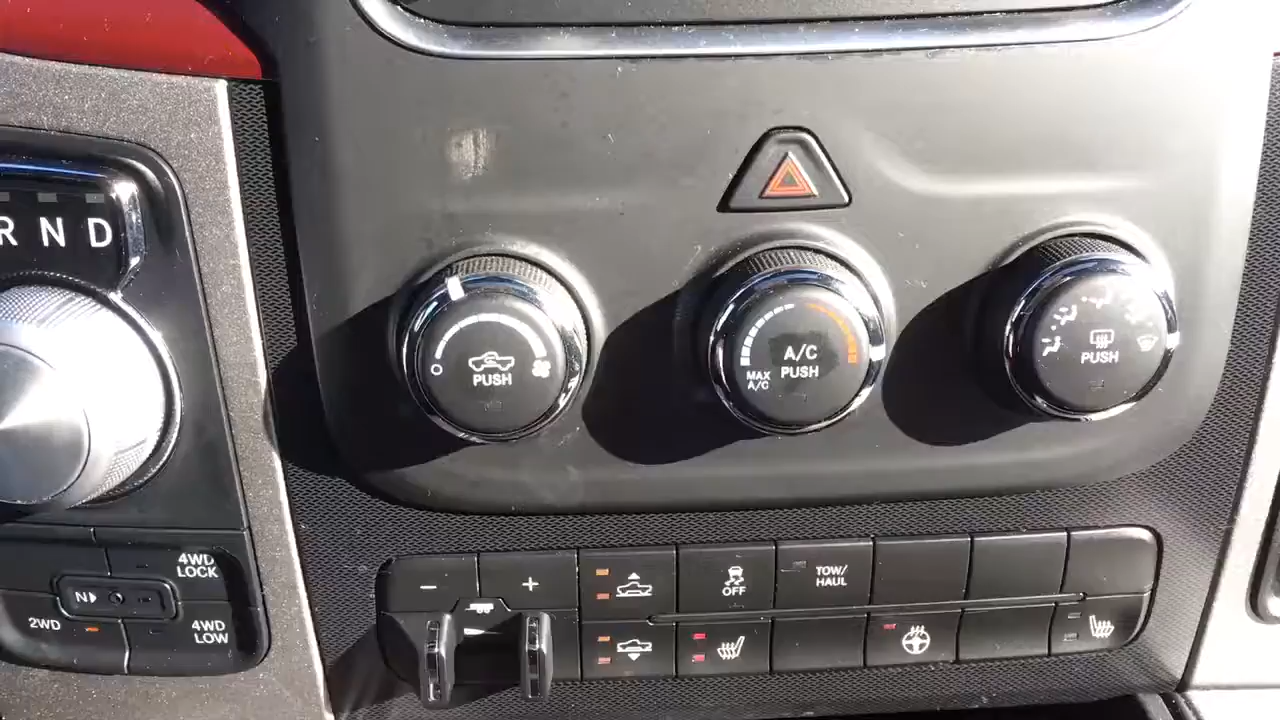 R N D
PUSH
A/C
PUSH
MAX
A/C
PUSH
4WD
LOCK
N
2WD
4WD
LOW
- +
OFF
TOW/
HAUL